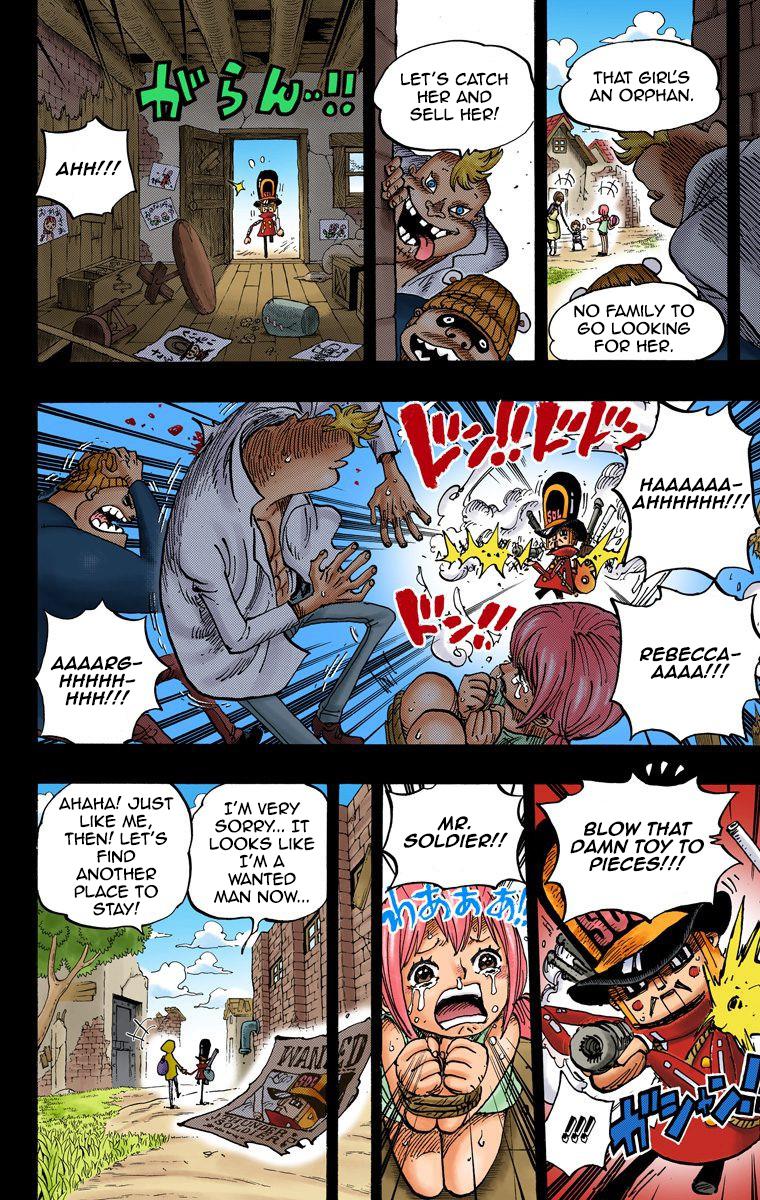 THAT GIRL'S
AN ORPHAN.
NO FAMILY TO
GO LOOKING
FOR HER.
LET'S CATCH
HER AND
SELL HER!
がらん‥!!
AHH!!!
HAAAAAA-
AHHHHHH!!!
ドン!!ドドン
SOL
REBECCA-
AAAA!!!
ドン!!
AAAARG-
HHHHH-
HHH!!!
BLOW THAT
DAMN TOY TO
PIECES!!!
SOL
!!!
ガシャァン!!
MR.
SOLDIER!!
わあああ!!
I'M VERY
SORRY... IT
LOOKS LIKE
I'M A
WANTED
MAN NOW...
AHAHA! JUST
LIKE ME,
THEN! LET'S
FIND
ANOTHER
PLACE TO
STAY!
WANTED